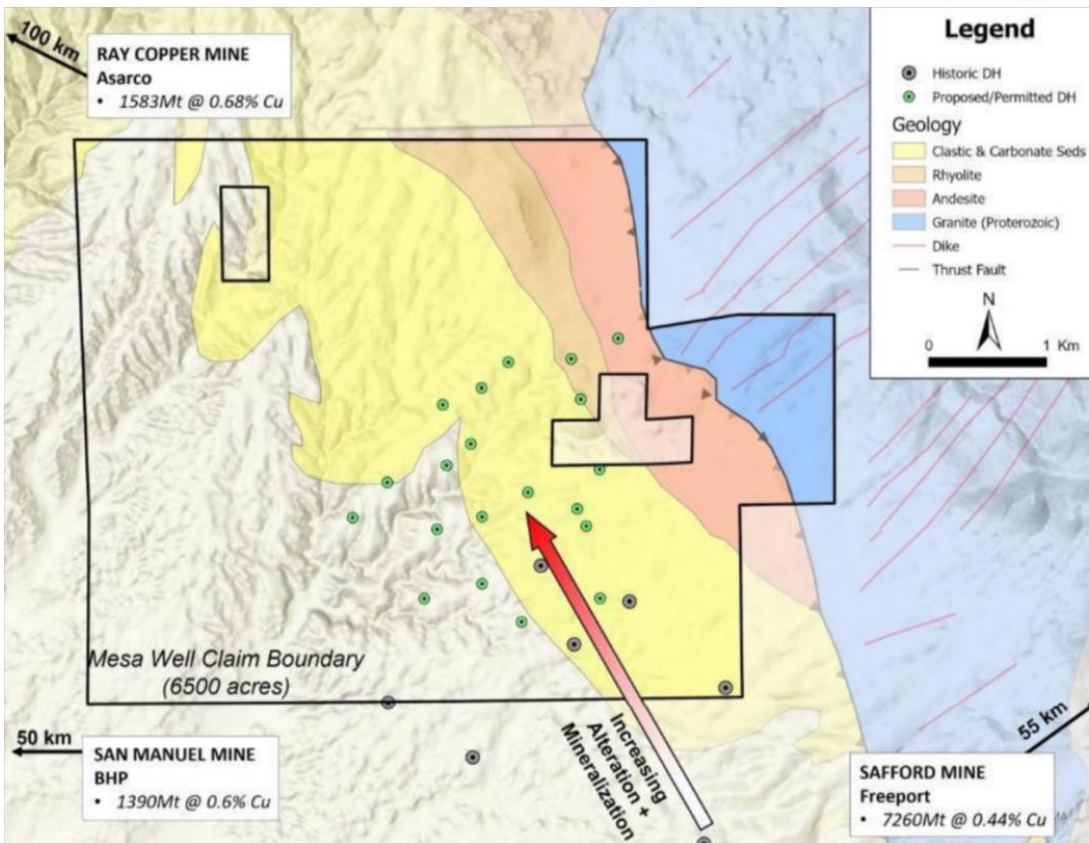 100 km
RAY COPPER MINE
Asarco
• 1583Mt @ 0.68% Cu
Legend
Historic DH
Proposed/Permitted DH
Geology
Clastic & Carbonate Seds
Rhyolite
Andesite
Granite (Proterozoic)
Dike
Thrust Fault
N
0 1 Km
Mesa Well Claim Boundary
(6500 acres)
Increasing
Alteration +
Mineralization
50 km
SAN MANUEL MINE
BHP
• 1390Mt @ 0.6% Cu
55 km
SAFFORD MINE
Freeport
• 7260Mt @ 0.44% Cu